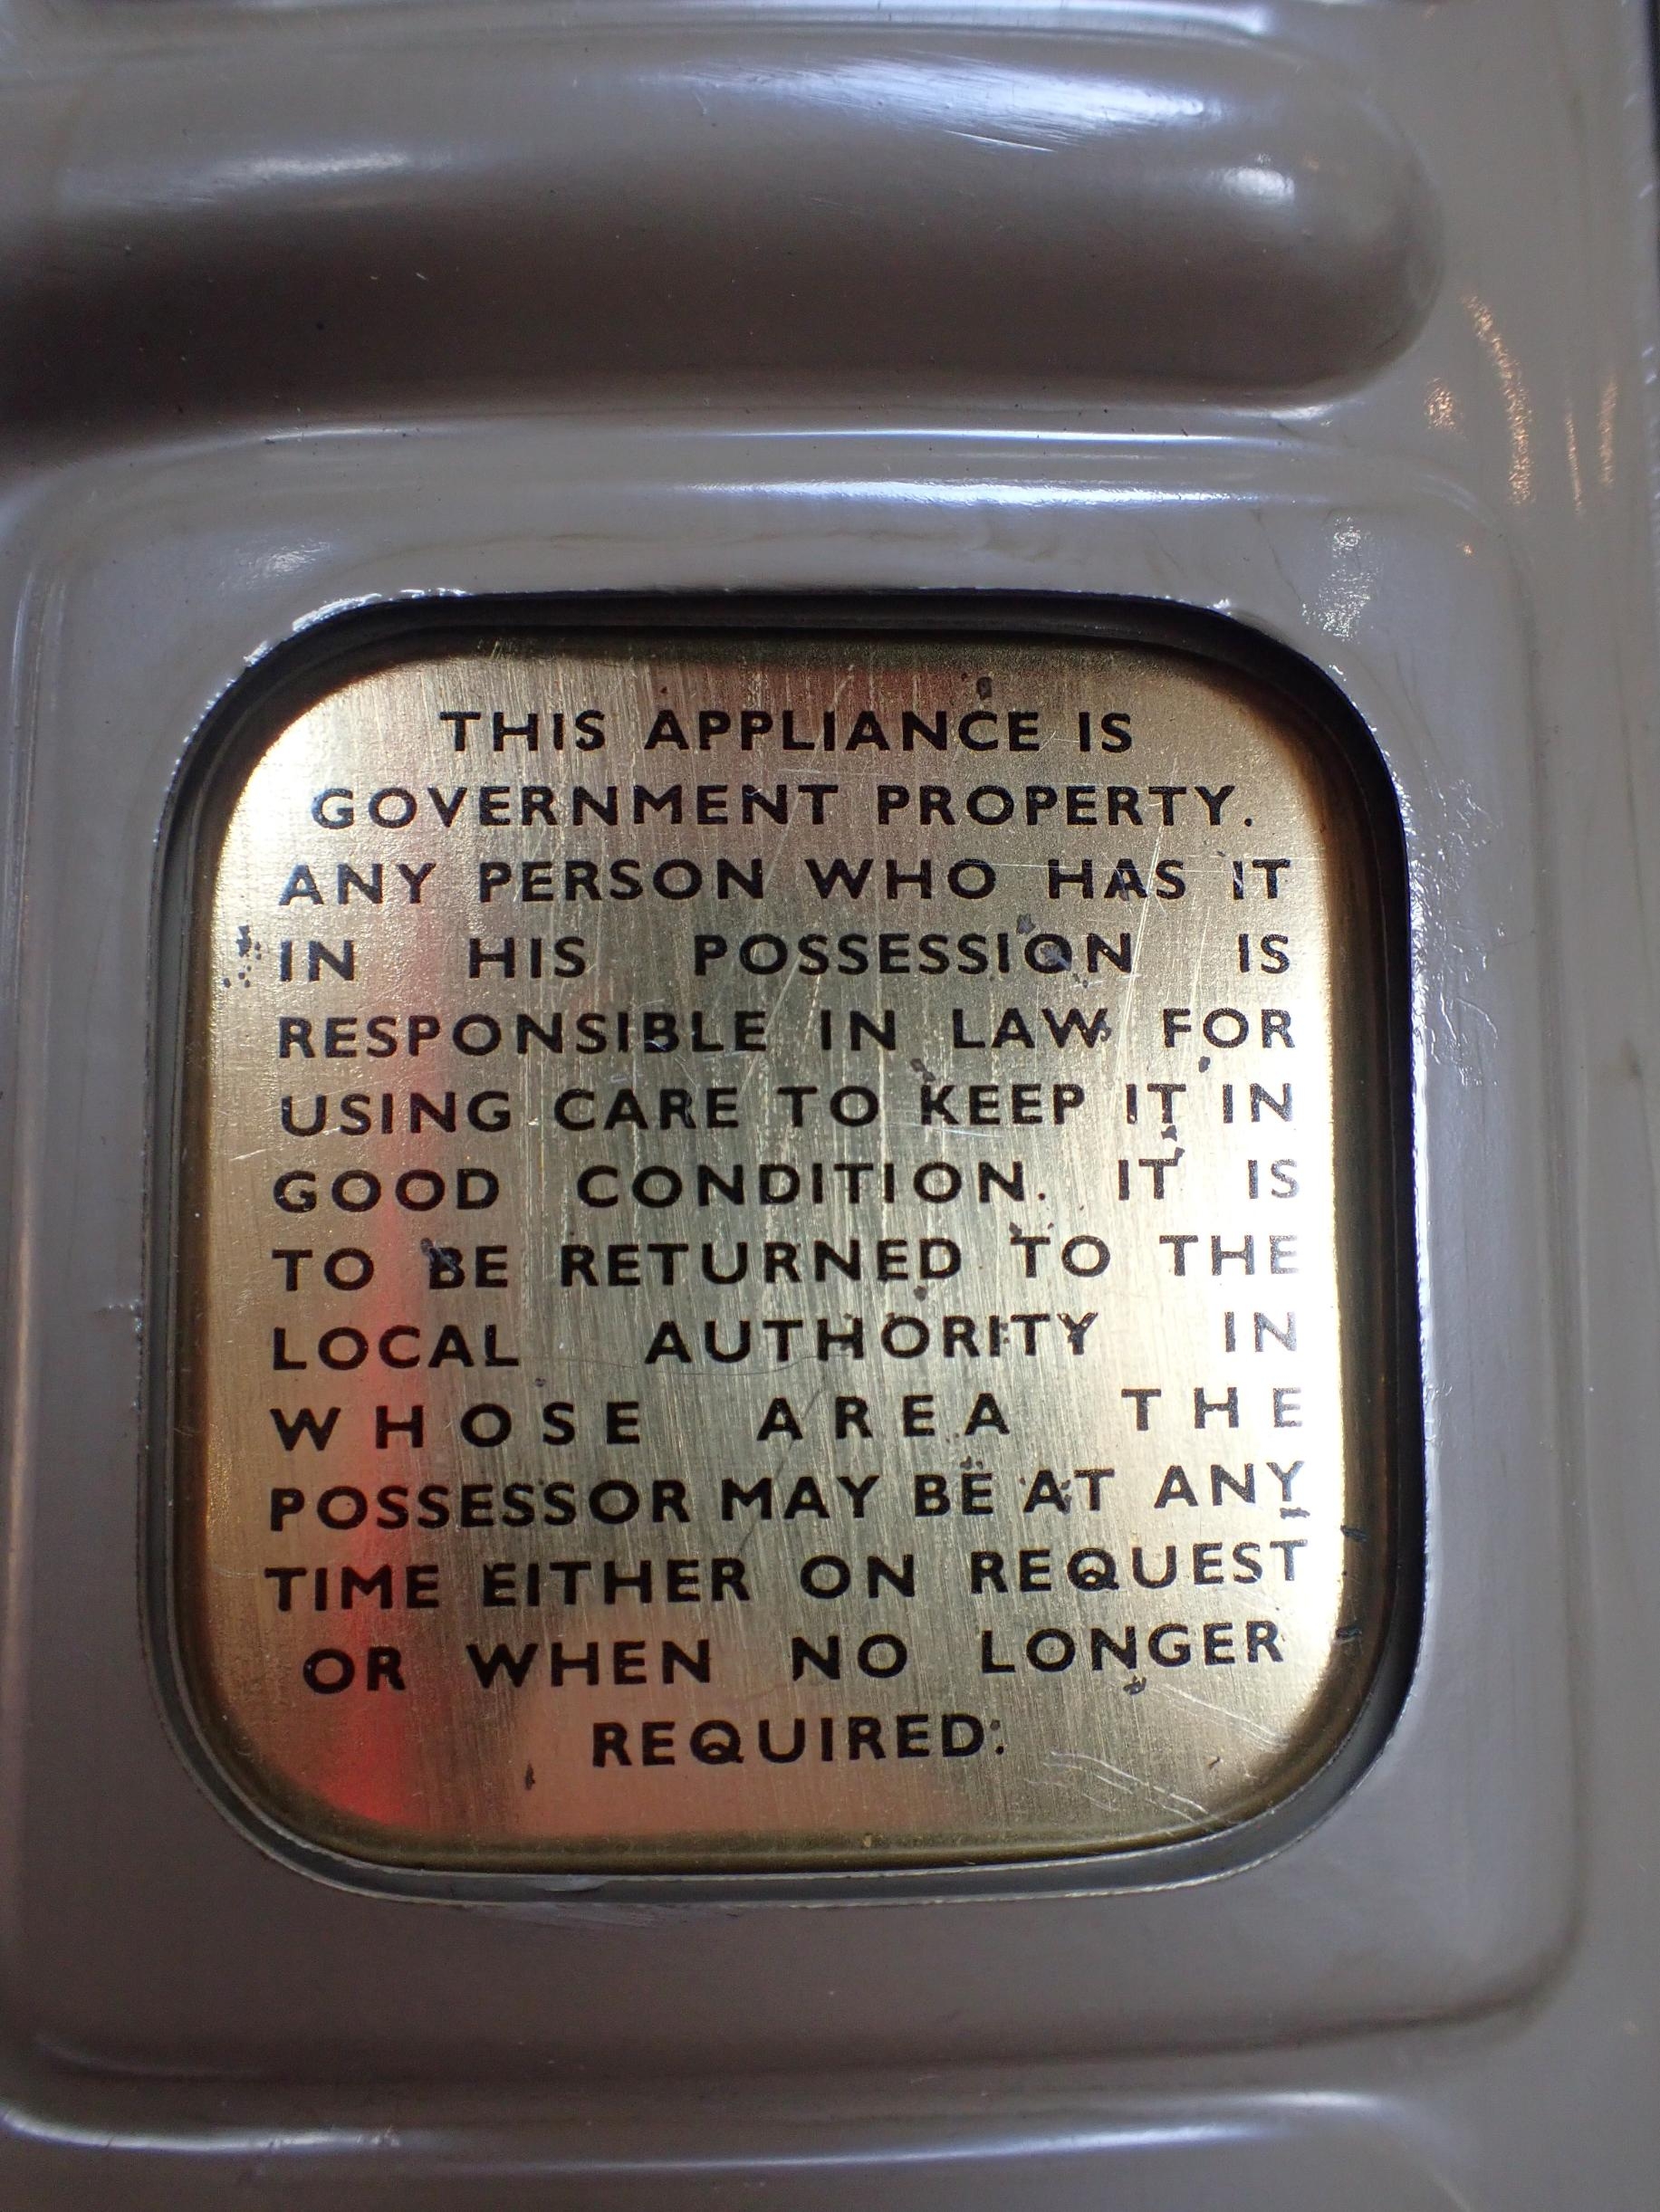 THIS APPLIANCE IS
GOVERNMENT PROPERTY.
ANY PERSON WHO HAS IT
IN HIS POSSESSION IS
RESPONSIBLE IN LAW FOR
USING CARE TO KEEP IT IN
GOOD CONDITION. IT IS
TO BE RETURNED TO THE
LOCAL AUTHORITY IN
WHOSE AREA THE
POSSESSOR MAY BE AT ANY
TIME EITHER ON REQUEST
OR WHEN NO LONGER
REQUIRED.